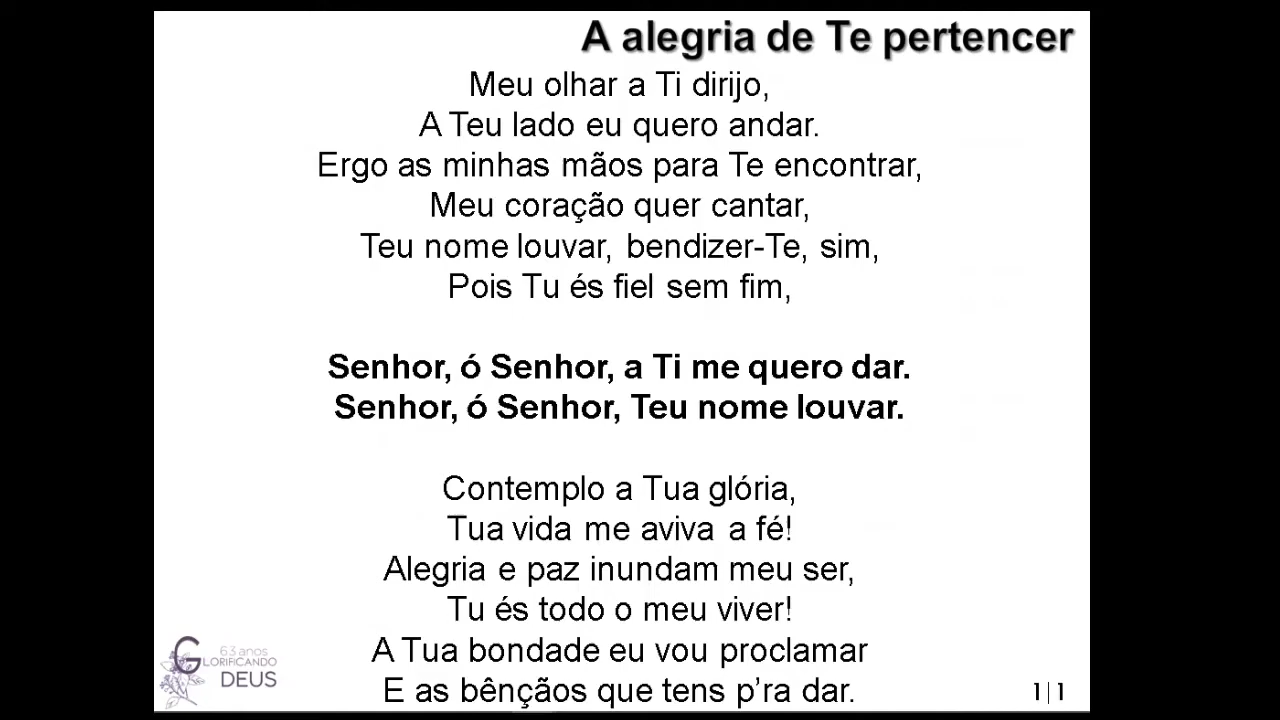 A alegria de Te pertencer
Meu olhar a Ti dirijo,
A Teu lado eu quero andar.
Ergo as minhas mãos para Te encontrar,
Meu coração quer cantar,
Teu nome louvar, bendizer-Te, sim,
Pois Tu és fiel sem fim,
Senhor, ó Senhor, a Ti me quero dar.
Senhor, ó Senhor, Teu nome louvar.
Contemplo a Tua glória,
Tua vida me aviva a fé!
Alegria e paz inundam meu ser,
Tu és todo o meu viver!
A Tua bondade eu vou proclamar
E as bênçãos que tens p’ra dar.
63 anos
GLORIFICANDO
DEUS
1|1